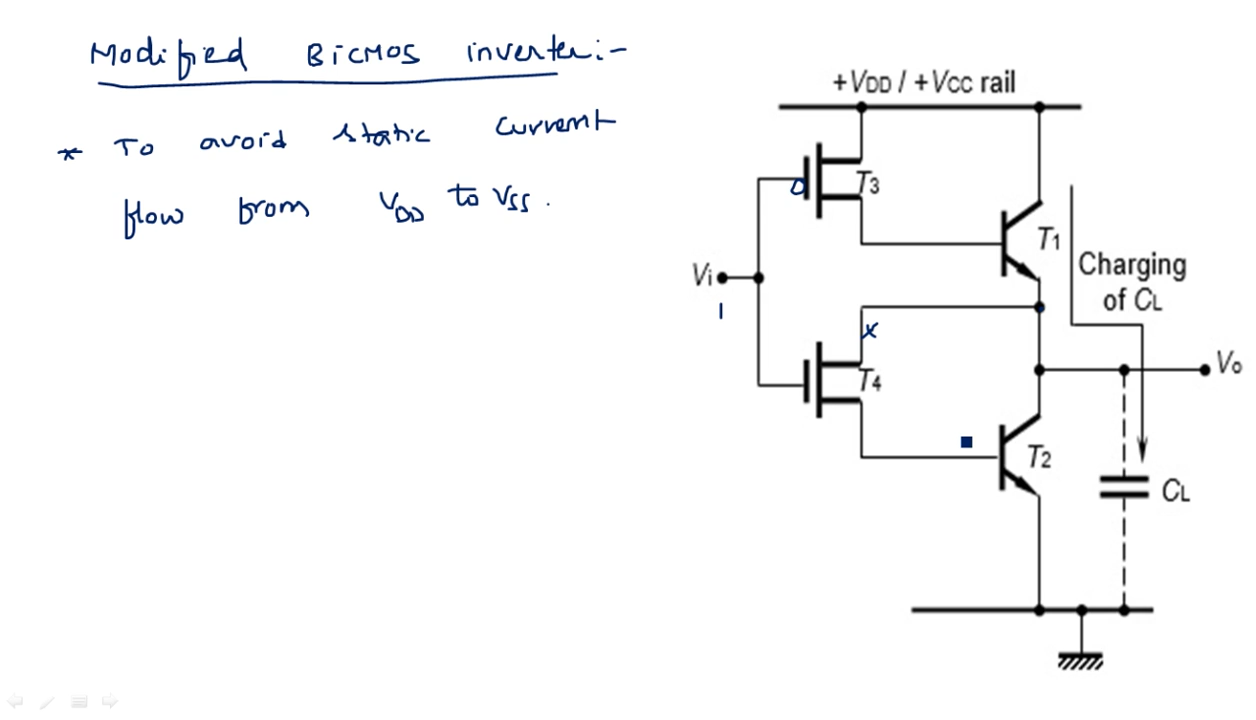 Modified BiCMOS inverter:-
* To avoid static current
flow from VDD to VSS.
+VDD / +VCC rail
T3
T1
Charging
of CL
Vi
1
x
T4
Vo
T2
CL